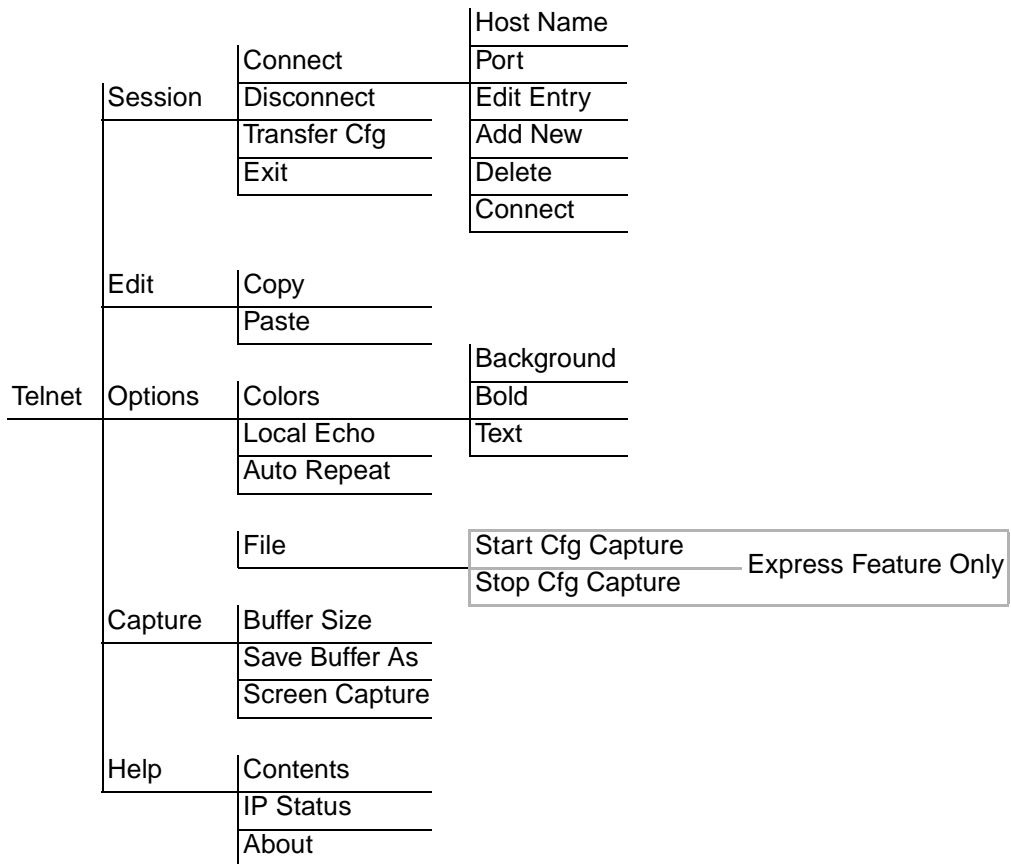 Host Name
Connect
Port
Session
Disconnect
Edit Entry
Transfer Cfg
Add New
Exit
Delete
Connect
Edit
Copy
Paste
Background
Telnet
Options
Colors
Bold
Local Echo
Text
Auto Repeat
File
Start Cfg Capture
Express Feature Only
Stop Cfg Capture
Capture
Buffer Size
Save Buffer As
Screen Capture
Help
Contents
IP Status
About